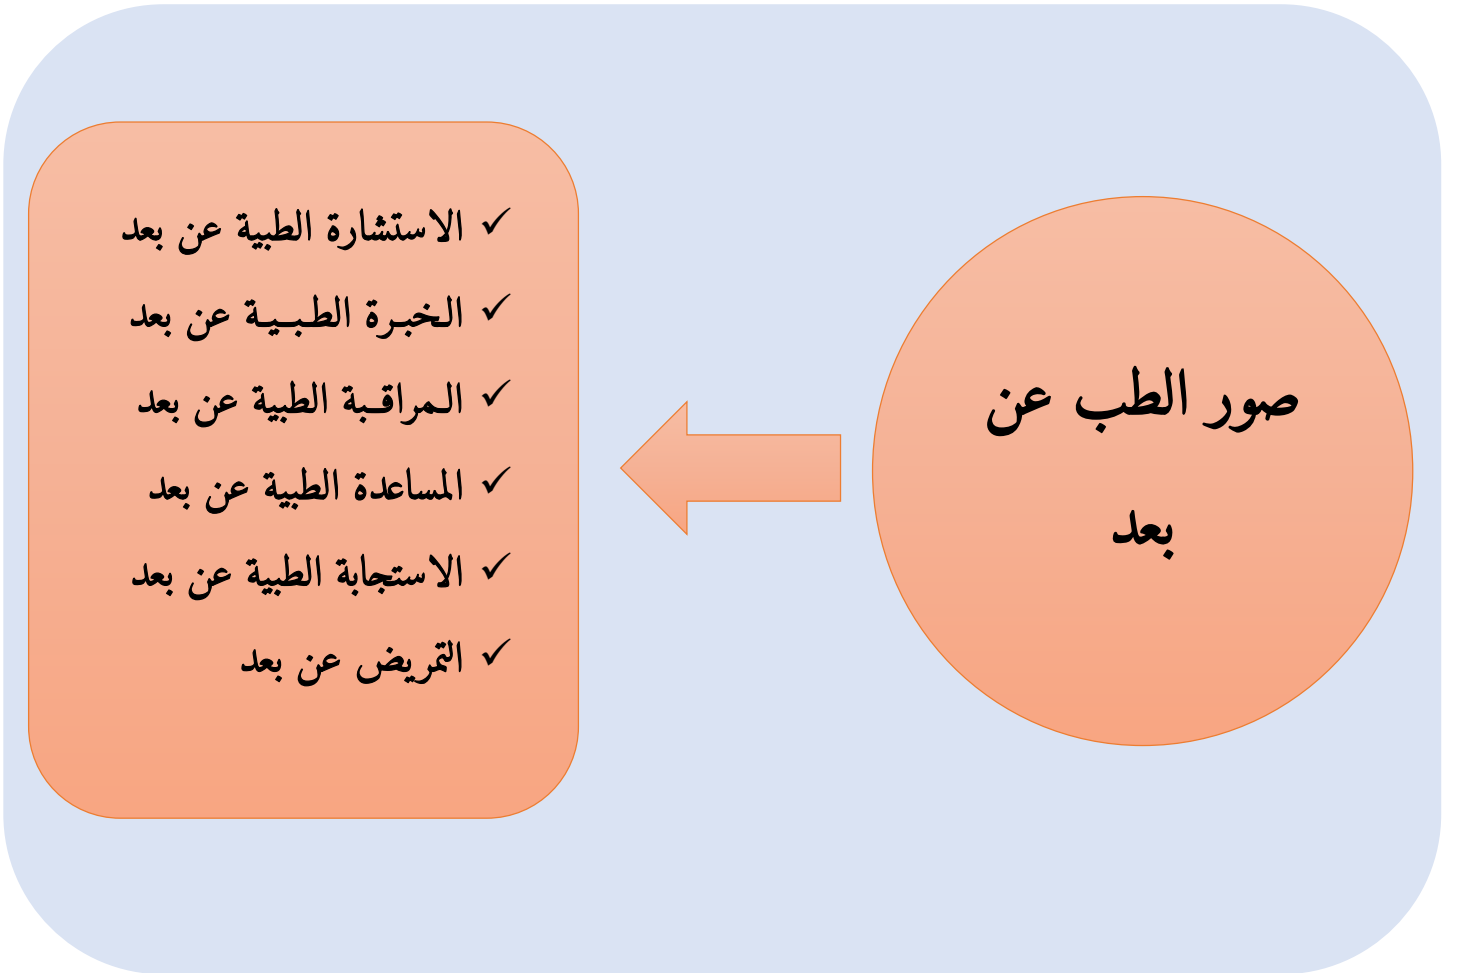 صور الطب عن
بعد
✓ الاستشارة الطبية عن بعد
✓ الخبرة الطبية عن بعد
✓ المراقبة الطبية عن بعد
✓ المساعدة الطبية عن بعد
✓ الاستجابة الطبية عن بعد
✓ التمريض عن بعد